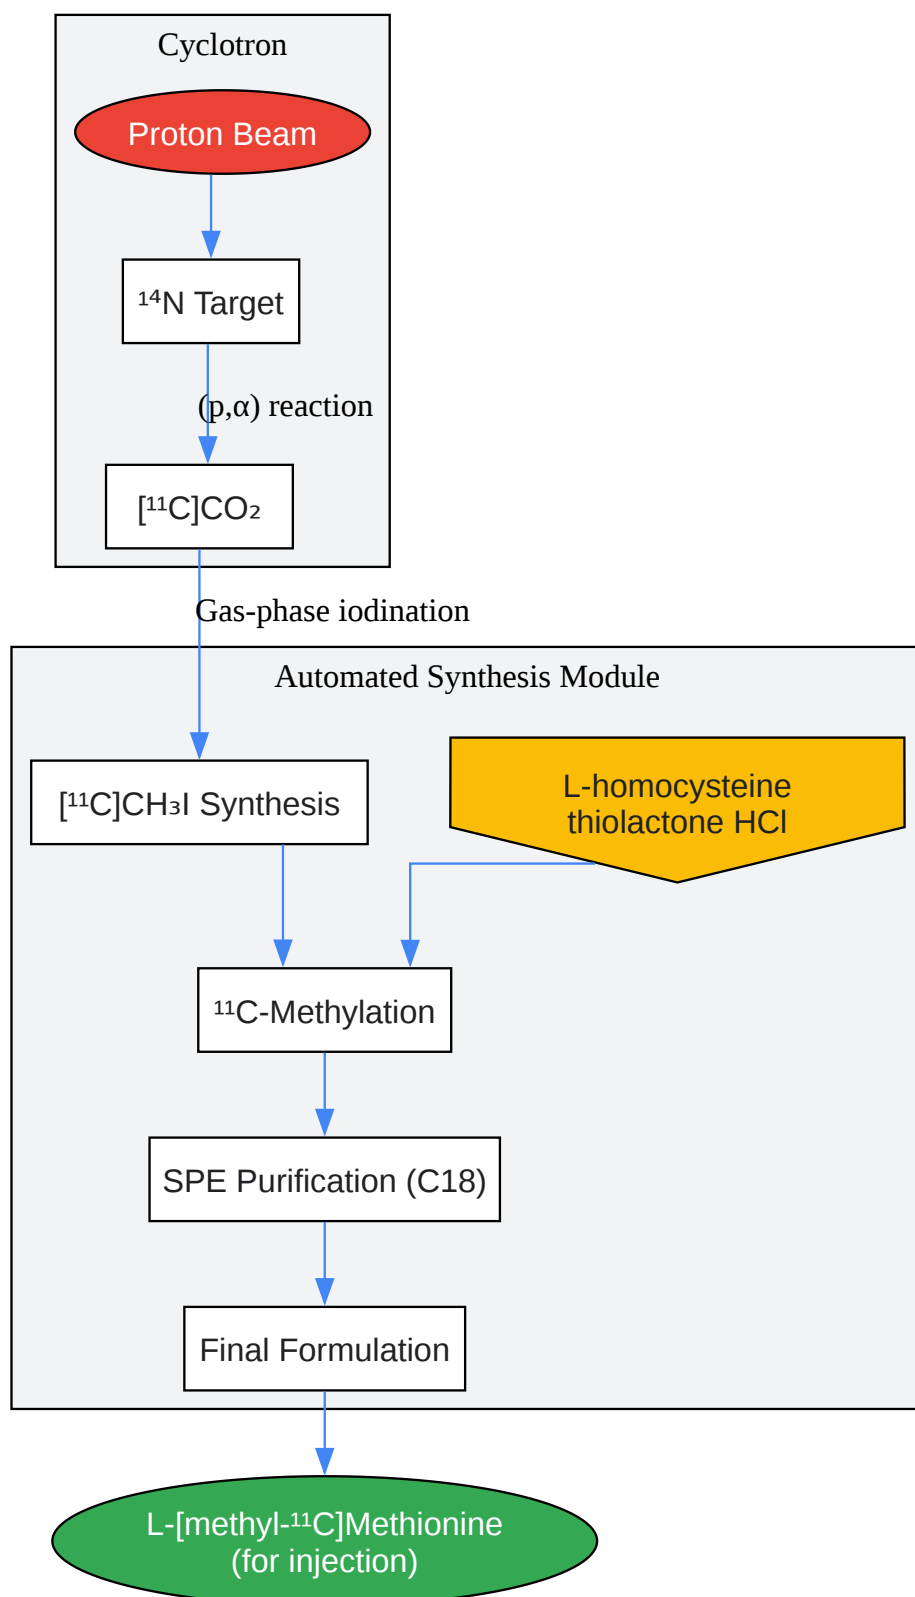 Cyclotron
Proton Beam
¹⁴N Target
(p,α) reaction
[¹¹C]CO₂
Gas-phase iodination
Automated Synthesis Module
[¹¹C]CH₃I Synthesis
L-homocysteine
thiolactone HCl
¹¹C-Methylation
SPE Purification (C18)
Final Formulation
L-[methyl-¹¹C]Methionine
(for injection)